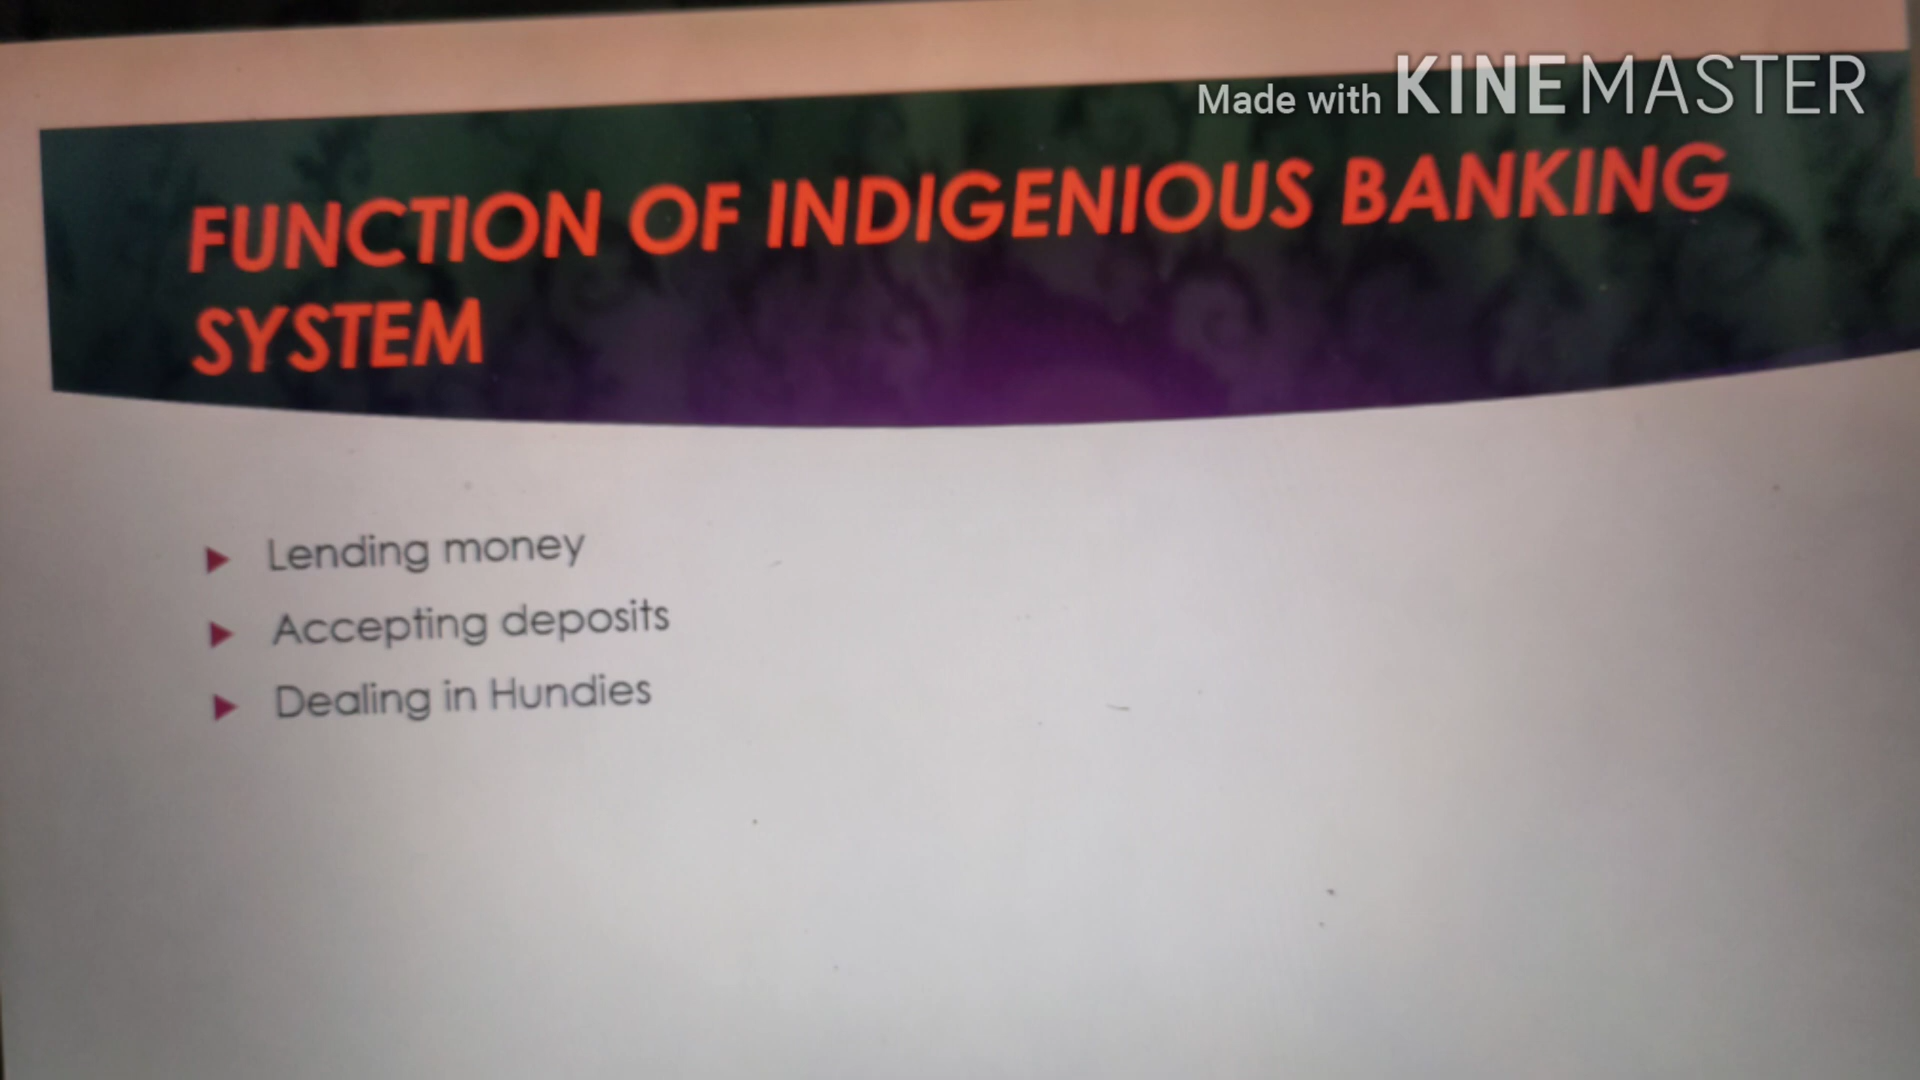 Made with KINEMASTER
FUNCTION OF INDIGENIOUS BANKING
SYSTEM
Lending money
Accepting deposits
Dealing in Hundies